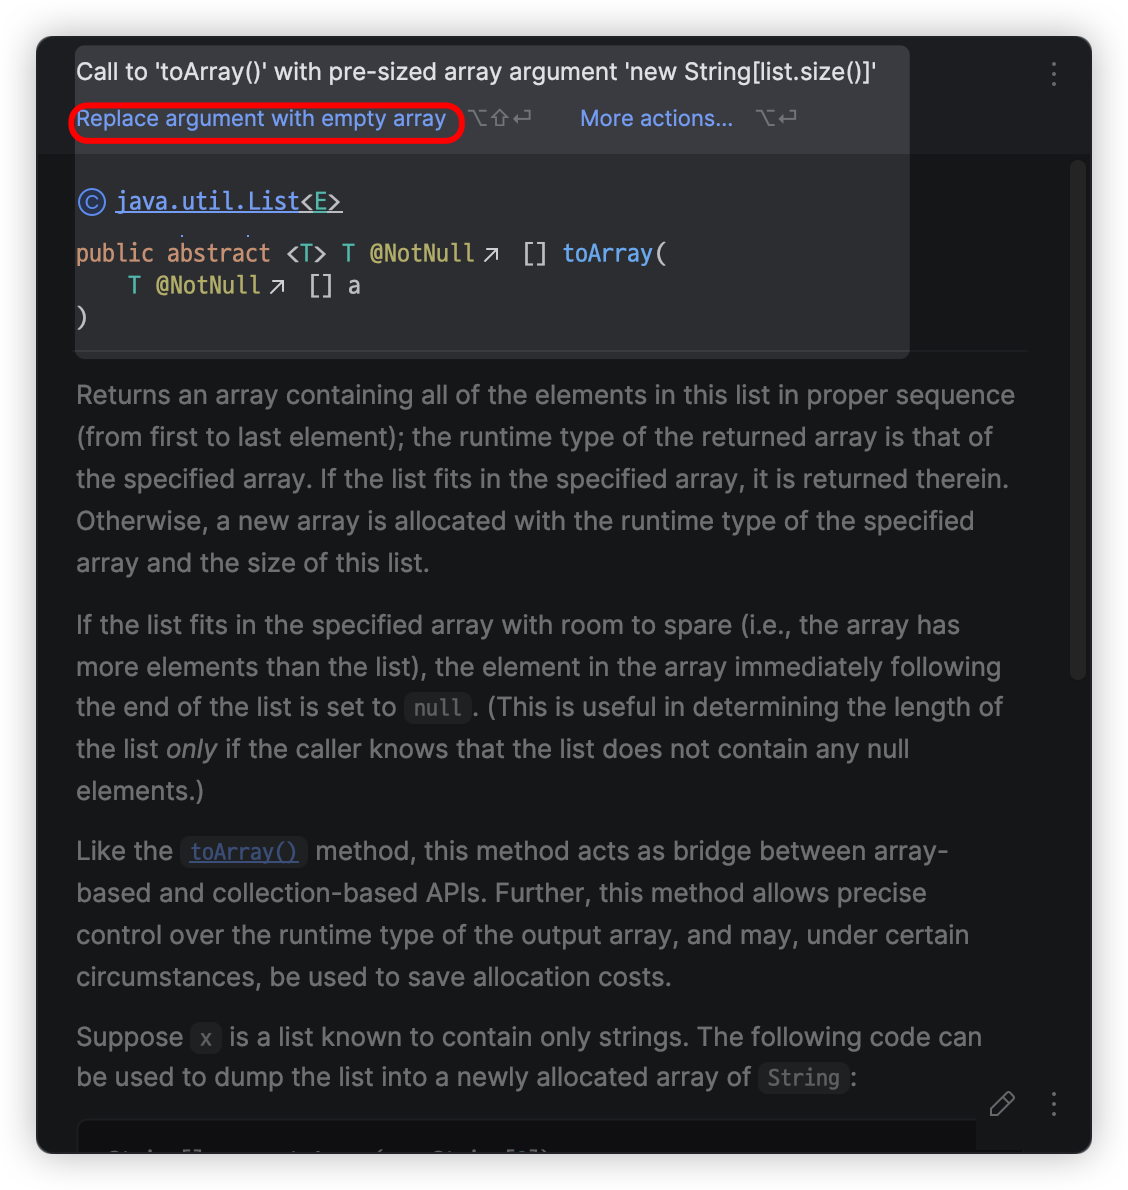 Call to 'toArray()' with pre-sized array argument 'new String[list.size()]'
Replace argument with empty array ⌥⇧⏎ More actions... ⌥⏎
© java.util.List<E>
public abstract <T> T @NotNull↗ [] toArray(
T @NotNull↗ [] a
)
Returns an array containing all of the elements in this list in proper sequence
(from first to last element); the runtime type of the returned array is that of
the specified array. If the list fits in the specified array, it is returned therein.
Otherwise, a new array is allocated with the runtime type of the specified
array and the size of this list.
If the list fits in the specified array with room to spare (i.e., the array has
more elements than the list), the element in the array immediately following
the end of the list is set to null. (This is useful in determining the length of
the list only if the caller knows that the list does not contain any null
elements.)
Like the toArray() method, this method acts as bridge between array-
based and collection-based APIs. Further, this method allows precise
control over the runtime type of the output array, and may, under certain
circumstances, be used to save allocation costs.
Suppose x is a list known to contain only strings. The following code can
be used to dump the list into a newly allocated array of String: